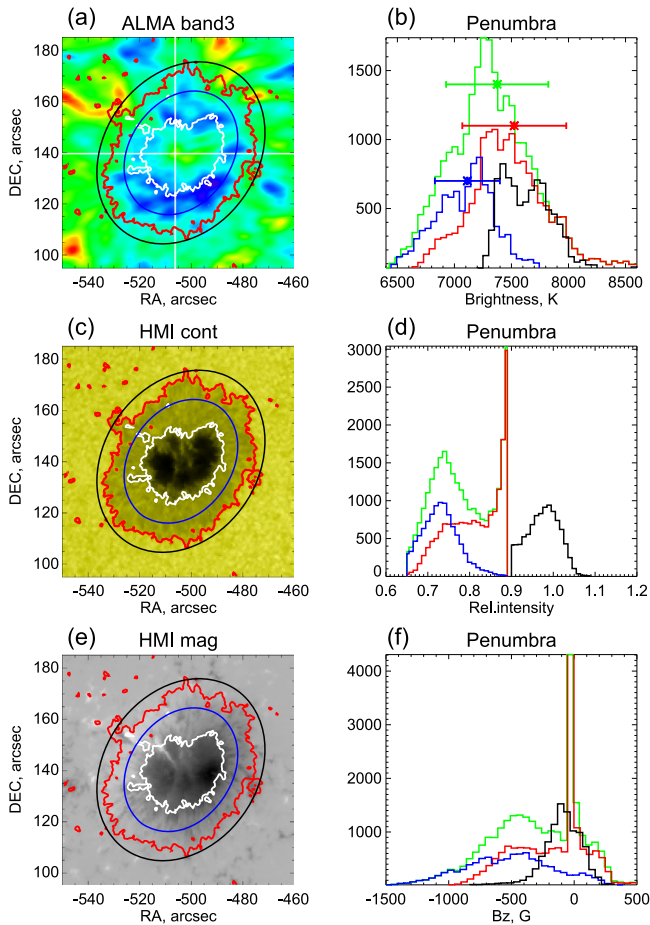 (a) ALMA band3
DEC, arcsec
180
160
140
120
100
-540 -520 -500 -480 -460
RA, arcsec
(b) Penumbra
1500
1000
500
6500 7000 7500 8000 8500
Brightness, K
(c) HMI cont
DEC, arcsec
180
160
140
120
100
-540 -520 -500 -480 -460
RA, arcsec
(d) Penumbra
3000
2500
2000
1500
1000
500
0
0.6 0.7 0.8 0.9 1.0 1.1 1.2
Rel.intensity
(e) HMI mag
DEC, arcsec
180
160
140
120
100
-540 -520 -500 -480 -460
RA, arcsec
(f) Penumbra
4000
3000
2000
1000
0
-1500 -1000 -500 0 500
Bz, G